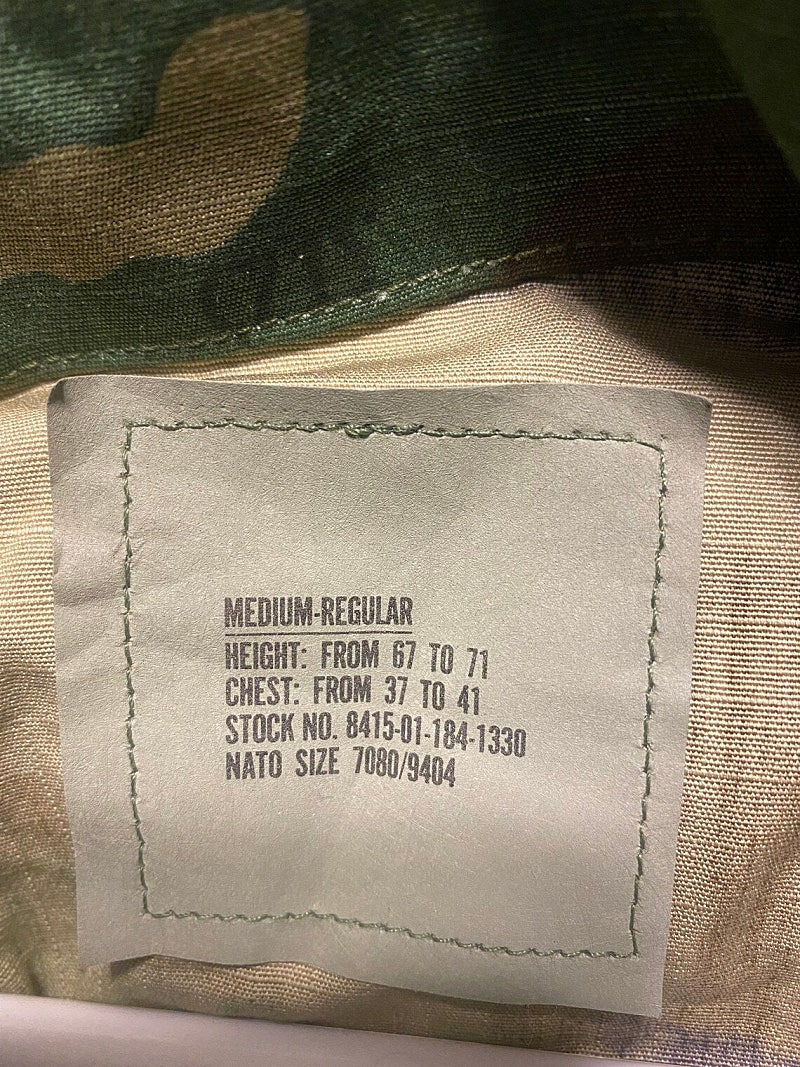 MEDIUM-REGULAR
HEIGHT: FROM 67 TO 71
CHEST: FROM 37 TO 41
STOCK NO. 8415-01-184-1330
NATO SIZE 7080/9404